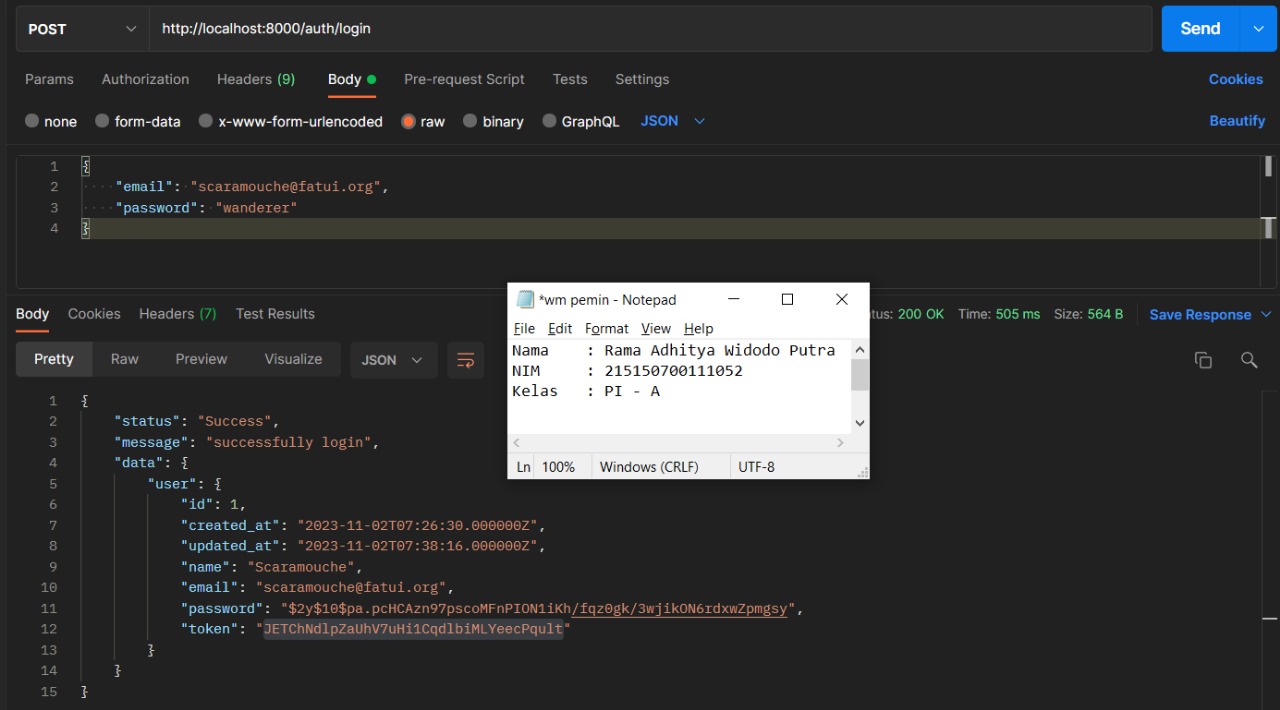 POST http://localhost:8000/auth/login Send
Params Authorization Headers (9) Body Pre-request Script Tests Settings Cookies
none form-data x-www-form-urlencoded raw binary GraphQL JSON Beautify
1 {
2 "email": "scaramouche@fatui.org",
3 "password": "wanderer"
4 }
*wm pemin - Notepad
File Edit Format View Help
Nama : Rama Adhitya Widodo Putra
NIM : 215150700111052
Kelas : PI - A
Ln 100% Windows (CRLF) UTF-8
Body Cookies Headers (7) Test Results tus: 200 OK Time: 505 ms Size: 564 B Save Response
Pretty Raw Preview Visualize JSON
1 {
2 "status": "Success",
3 "message": "successfully login",
4 "data": {
5 "user": {
6 "id": 1,
7 "created_at": "2023-11-02T07:26:30.000000Z",
8 "updated_at": "2023-11-02T07:38:16.000000Z",
9 "name": "Scaramouche",
10 "email": "scaramouche@fatui.org",
11 "password": "$2y$10$pa.pcHCAzn97pscoMFnPION1iKh/fqz0gk/3wjikON6rdxwZpmgsy",
12 "token": "JETChNdlpZaUhV7uHi1CqdlbiMLYeecPqult"
13 }
14 }
15 }